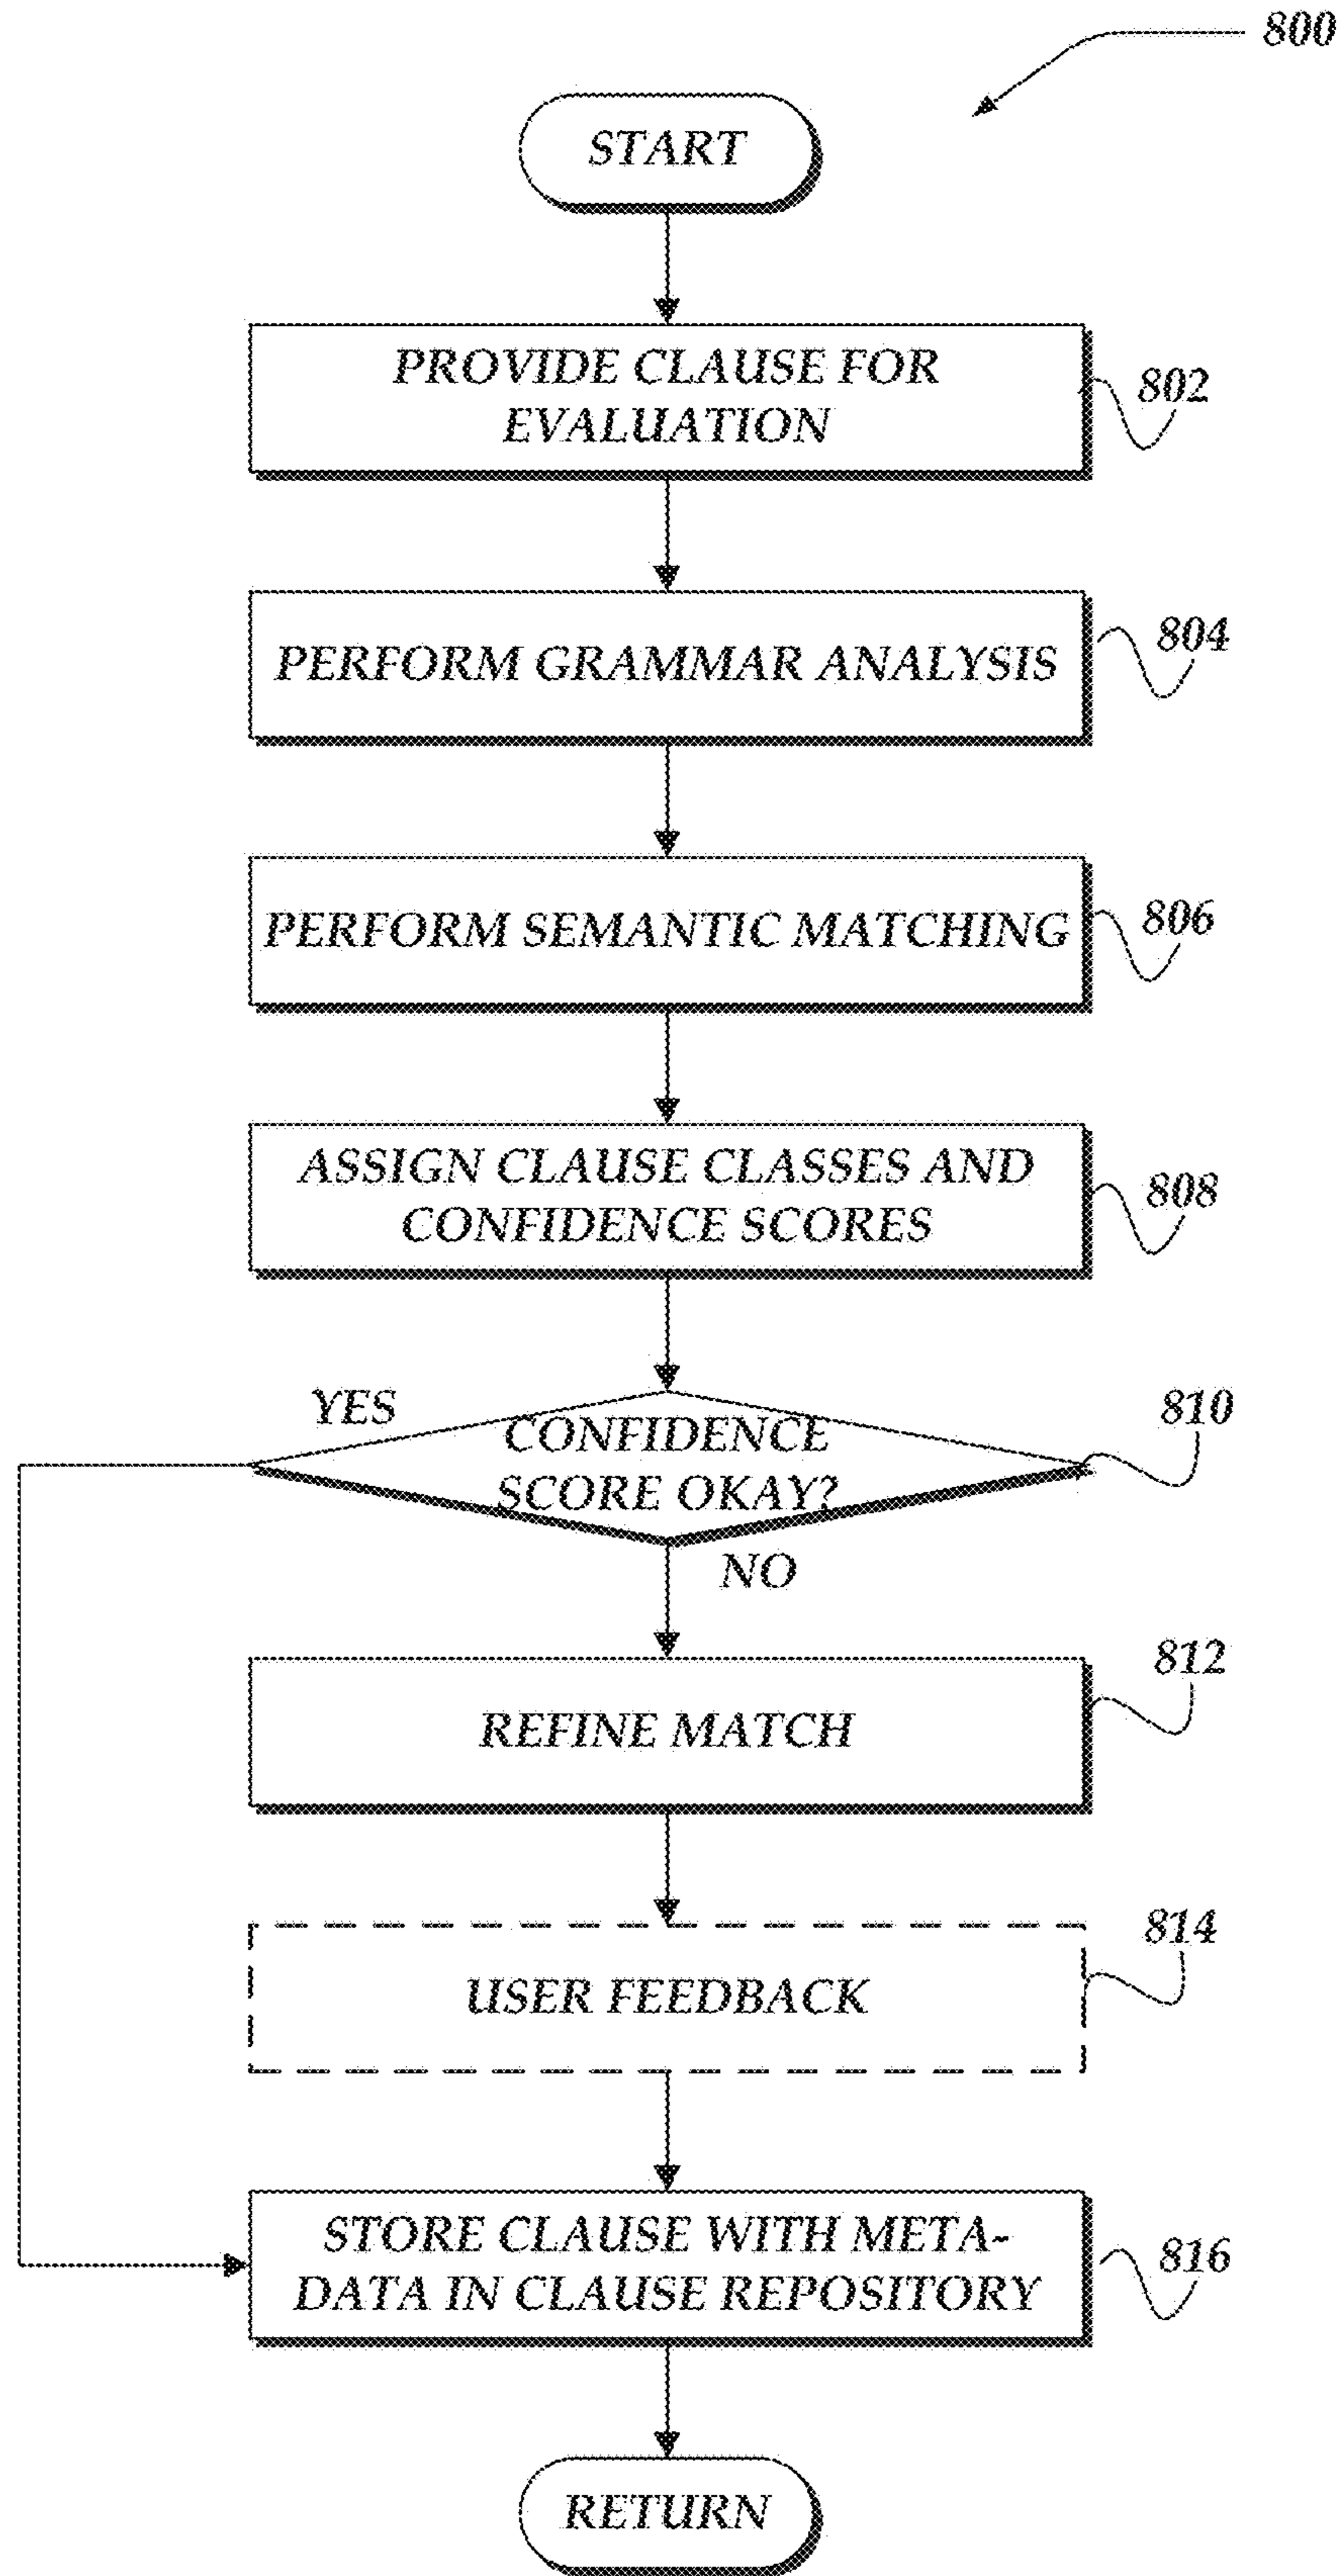 800
START
PROVIDE CLAUSE FOR
EVALUATION
802
PERFORM GRAMMAR ANALYSIS
804
PERFORM SEMANTIC MATCHING
806
ASSIGN CLAUSE CLASSES AND
CONFIDENCE SCORES
808
YES
CONFIDENCE
SCORE OKAY?
810
NO
REFINE MATCH
812
USER FEEDBACK
814
STORE CLAUSE WITH META-
DATA IN CLAUSE REPOSITORY
816
RETURN